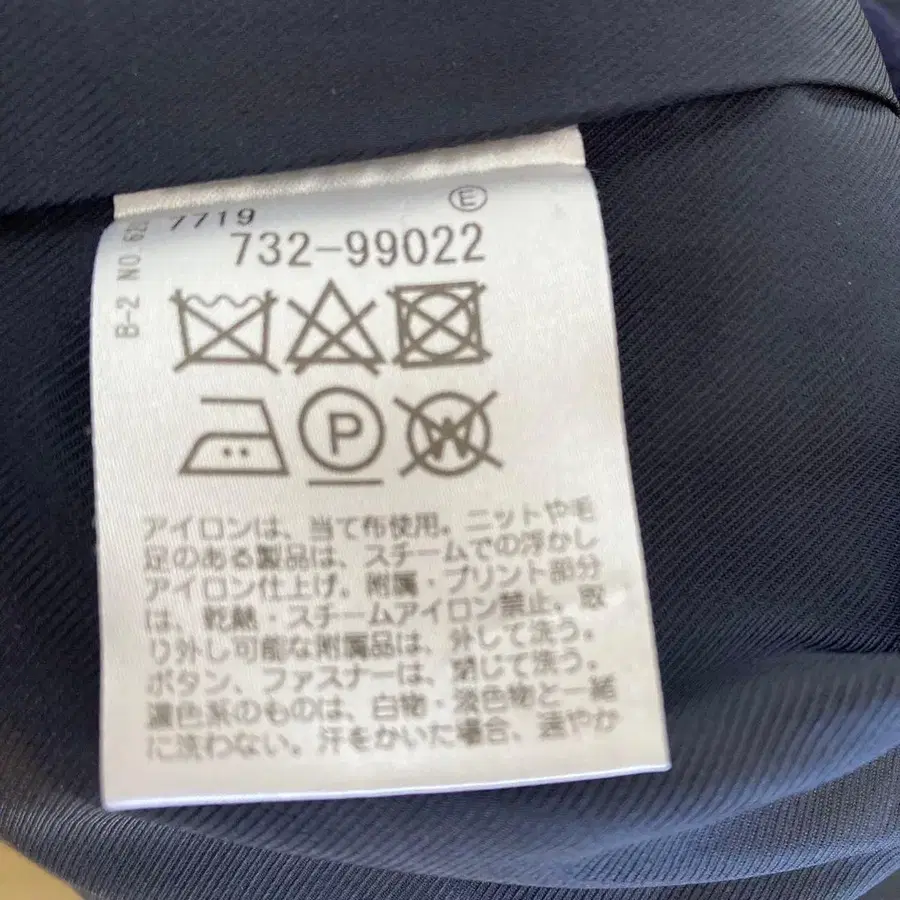 E
7719
732-99022
B-2 NO. 62
P
W
アイロンは、当て布使用。ニットや毛
足のある製品は、スチームでの浮かし
アイロン仕上げ。附属・プリント部分
は、乾熱・スチームアイロン禁止。取
り外し可能な附属品は、外して洗う。
ボタン、ファスナーは、閉じて洗う。
濃色系のものは、白物・淡色物と一緒
に洗わない。汗をかいた場合、速やか